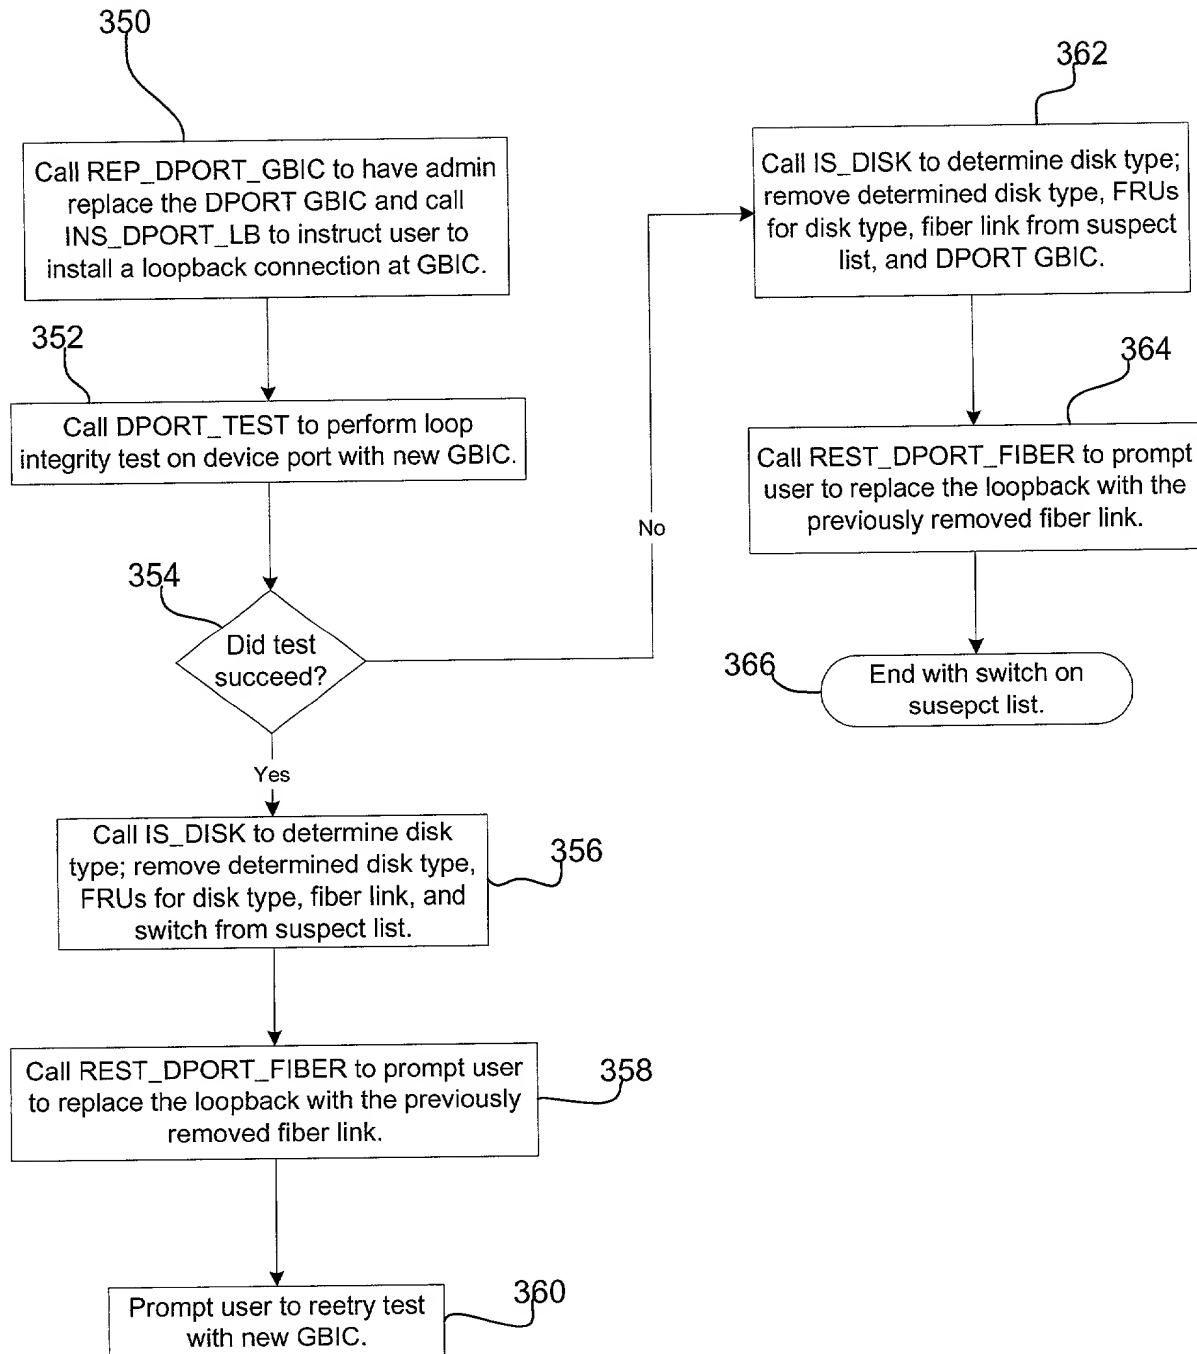 350
Call REP_DPORT_GBIC to have admin
replace the DPORT GBIC and call
INS_DPORT_LB to instruct user to
install a loopback connection at GBIC.
352
Call DPORT_TEST to perform loop
integrity test on device port with new GBIC.
354
Did test
succeed?
No
Yes
Call IS_DISK to determine disk
type; remove determined disk type,
FRUs for disk type, fiber link, and
switch from suspect list.
356
Call REST_DPORT_FIBER to prompt user
to replace the loopback with the previously
removed fiber link.
358
Prompt user to reetry test
with new GBIC.
360
362
Call IS_DISK to determine disk type;
remove determined disk type, FRUs
for disk type, fiber link from suspect
list, and DPORT GBIC.
364
Call REST_DPORT_FIBER to prompt
user to replace the loopback with the
previously removed fiber link.
366
End with switch on
susepct list.